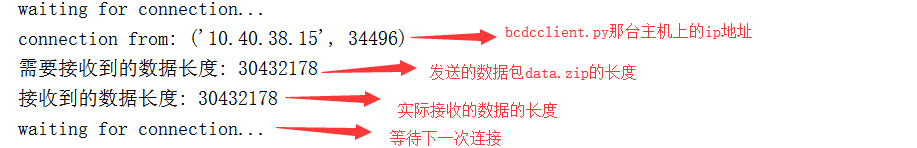 waiting for connection...
connection from: ('10.40.38.15', 34496)
bcdcclient.py那台主机上的ip地址
需要接收到的数据长度: 30432178
发送的数据包data.zip的长度
接收到的数据长度: 30432178
实际接收的数据的长度
waiting for connection...
等待下一次连接